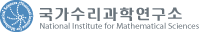 국가수리과학연구소
National Institute for Mathematical Sciences